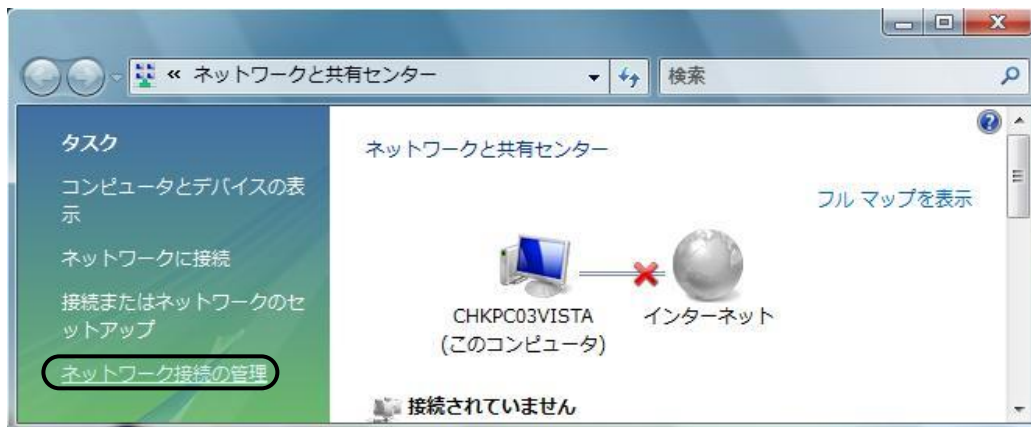 « ネットワークと共有センター
検索
タスク
コンピュータとデバイスの表
示
ネットワークに接続
接続またはネットワークのセ
ットアップ
ネットワーク接続の管理
ネットワークと共有センター
フル マップを表示
CHKPC03VISTA
(このコンピュータ)
インターネット
接続されていません